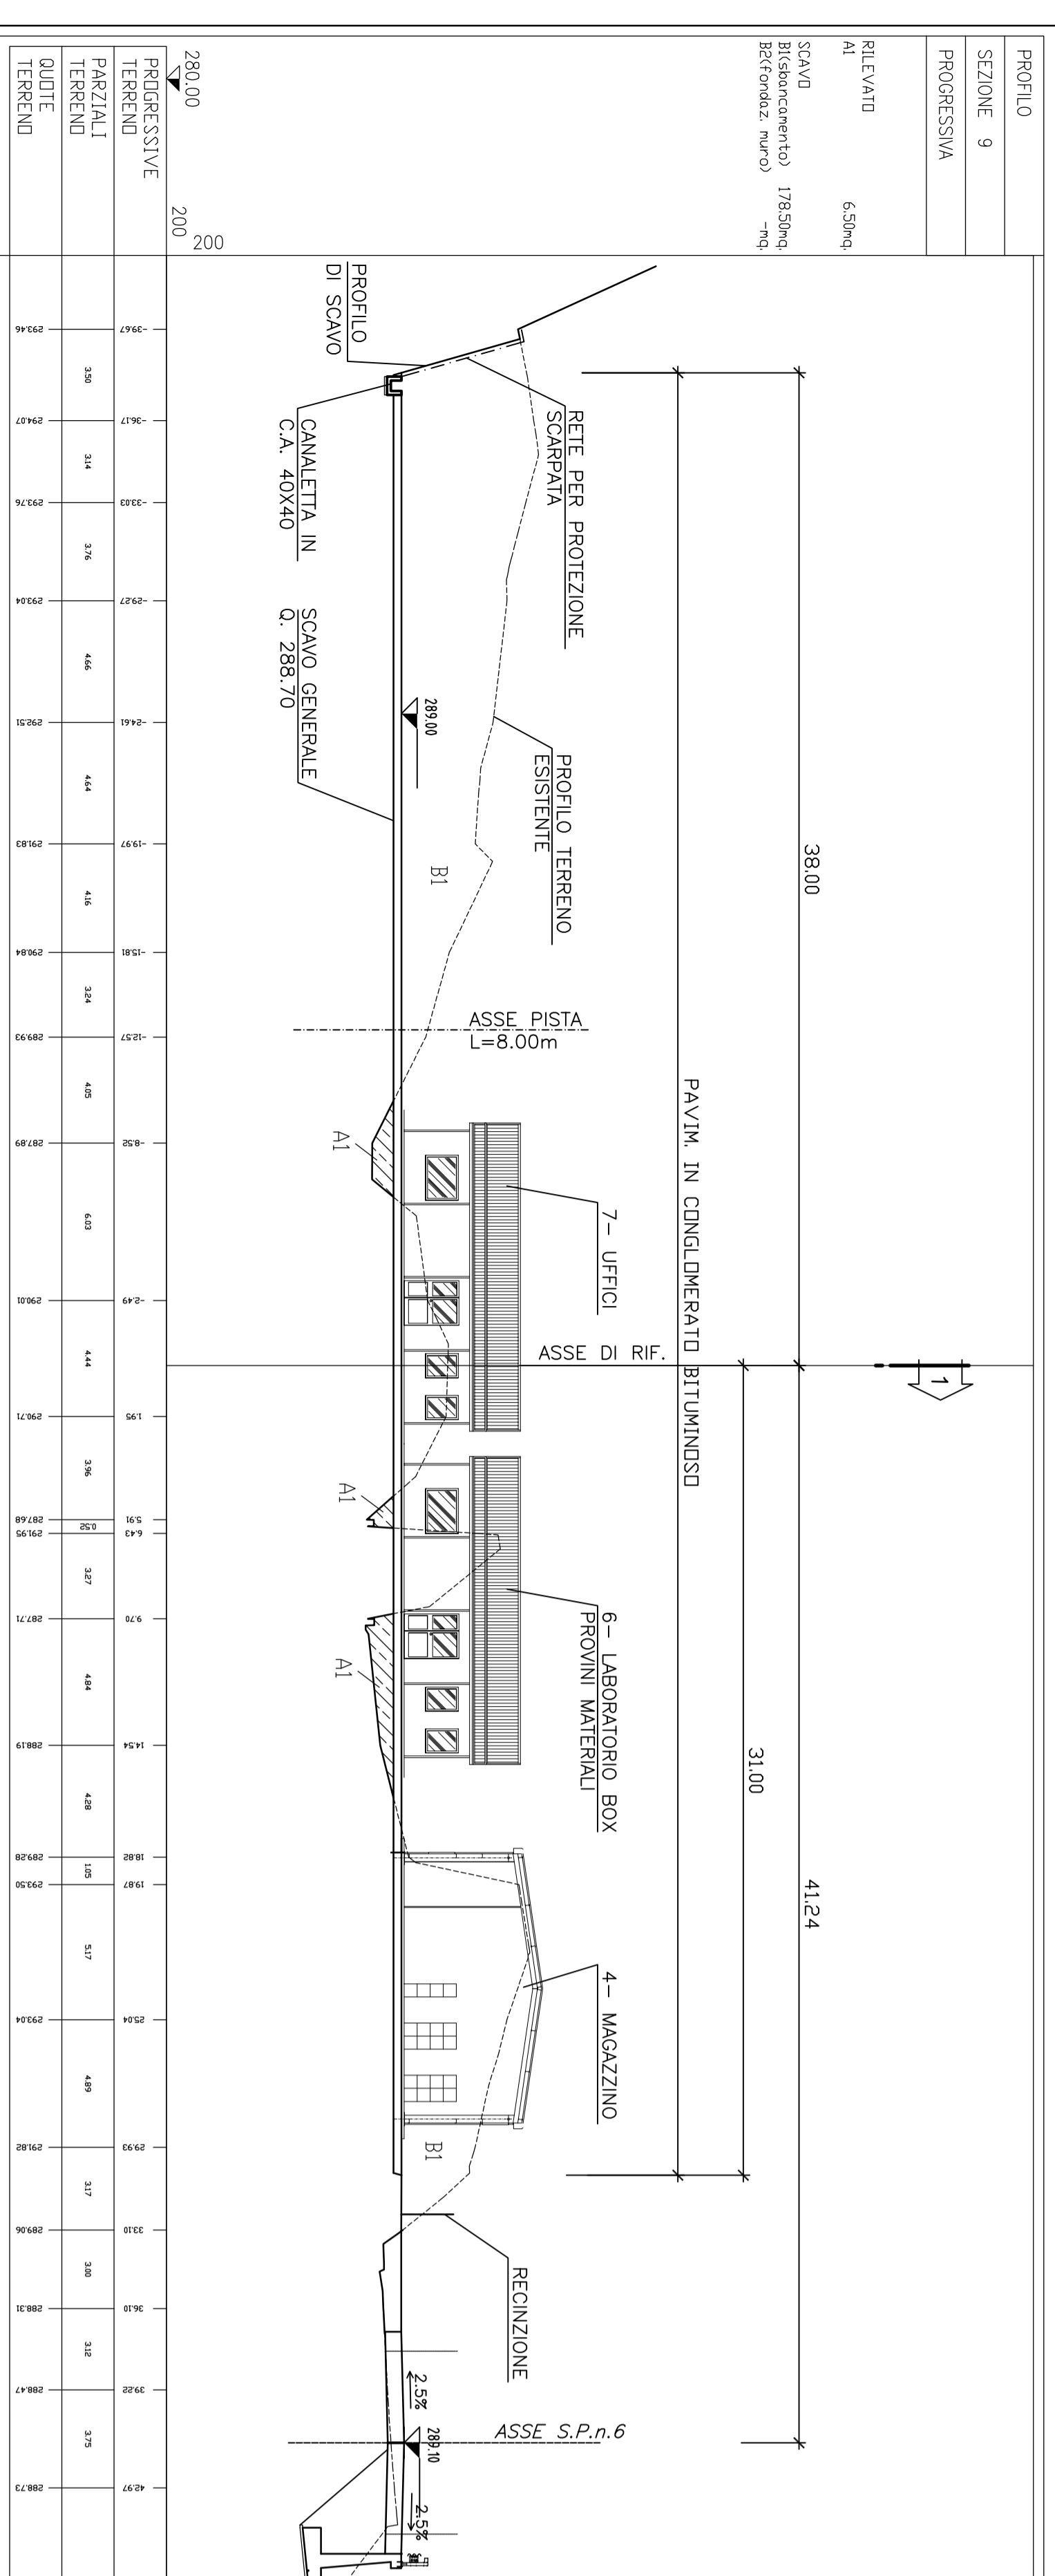 PROFILO
SEZIONE 9
PROGRESSIVA
RILEVATO
A1 6.50mq.
SCAVO
B1(sbancamento) 178.50mq.
B2(fondaz. muro) -mq.
38.00
41.24
31.00
PAVIM. IN CONGLOMERATO BITUMINOSO
1
ASSE DI RIF.
RETE PER PROTEZIONE
SCARPATA
PROFILO TERRENO
ESISTENTE
ASSE PISTA
L=8.00m
7- UFFICI
6- LABORATORIO BOX
PROVINI MATERIALI
4- MAGAZZINO
RECINZIONE
ASSE S.P.n.6
289.00
B1
B1
2.5%
289.10
2.5%
PROFILO
DI SCAVO
CANALETTA IN
C.A. 40X40
SCAVO GENERALE
Q. 288.70
A1
A1
A1
200
200
280.00
PROGRESSIVE
TERRENO
-39.67 -36.17 -33.03 -29.27 -24.61 -19.97 -15.81 -12.57 -8.52 -2.49 1.95 5.91 6.43 9.70 14.54 18.82 19.87 25.04 29.93 33.10 36.10 39.22 42.97
PARZIALI
TERRENO
3.50 3.14 3.76 4.66 4.64 4.16 3.24 4.05 6.03 4.44 3.96 0.52 3.27 4.84 4.28 1.05 5.17 4.89 3.17 3.00 3.12 3.75
QUOTE
TERRENO
293.46 294.07 293.76 293.04 292.51 291.83 290.84 289.93 287.89 290.01 290.71 287.68 291.95 287.71 288.19 289.28 293.50 293.04 291.82 289.06 288.31 288.47 288.73